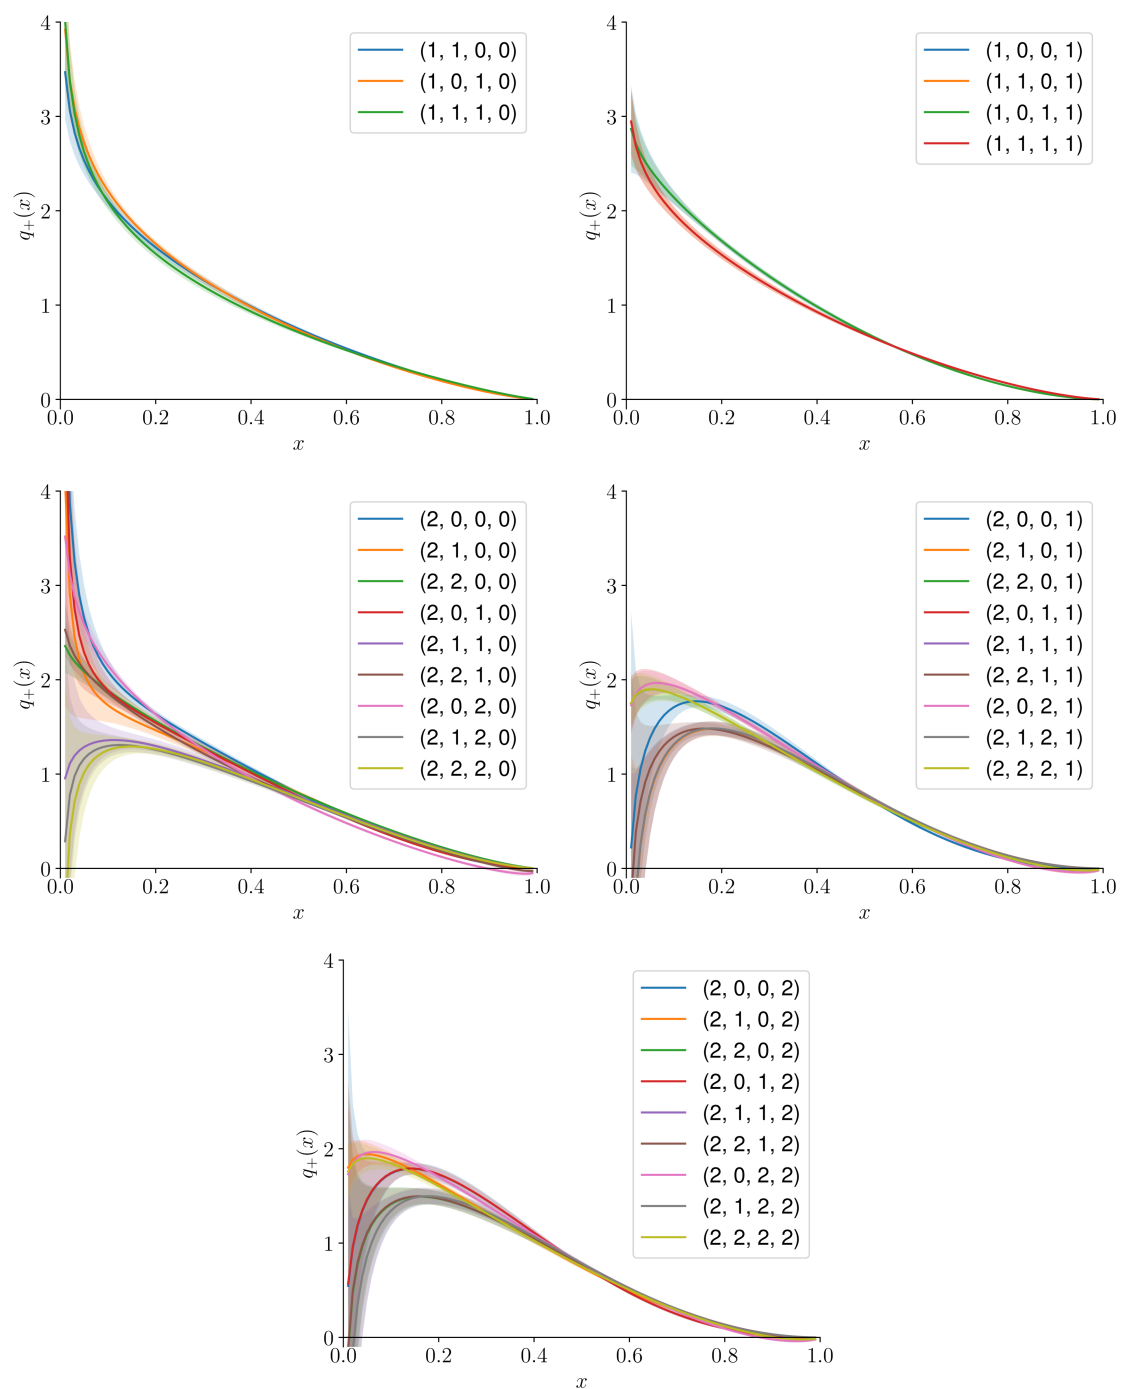 4
3
2
1
0
q₊(x)
0.0 0.2 0.4 0.6 0.8 1.0
x
(1, 1, 0, 0)
(1, 0, 1, 0)
(1, 1, 1, 0)
4
3
2
1
0
q₊(x)
0.0 0.2 0.4 0.6 0.8 1.0
x
(1, 0, 0, 1)
(1, 1, 0, 1)
(1, 0, 1, 1)
(1, 1, 1, 1)
4
3
2
1
0
q₊(x)
0.0 0.2 0.4 0.6 0.8 1.0
x
(2, 0, 0, 0)
(2, 1, 0, 0)
(2, 2, 0, 0)
(2, 0, 1, 0)
(2, 1, 1, 0)
(2, 2, 1, 0)
(2, 0, 2, 0)
(2, 1, 2, 0)
(2, 2, 2, 0)
4
3
2
1
0
q₊(x)
0.0 0.2 0.4 0.6 0.8 1.0
x
(2, 0, 0, 1)
(2, 1, 0, 1)
(2, 2, 0, 1)
(2, 0, 1, 1)
(2, 1, 1, 1)
(2, 2, 1, 1)
(2, 0, 2, 1)
(2, 1, 2, 1)
(2, 2, 2, 1)
4
3
2
1
0
q₊(x)
0.0 0.2 0.4 0.6 0.8 1.0
x
(2, 0, 0, 2)
(2, 1, 0, 2)
(2, 2, 0, 2)
(2, 0, 1, 2)
(2, 1, 1, 2)
(2, 2, 1, 2)
(2, 0, 2, 2)
(2, 1, 2, 2)
(2, 2, 2, 2)